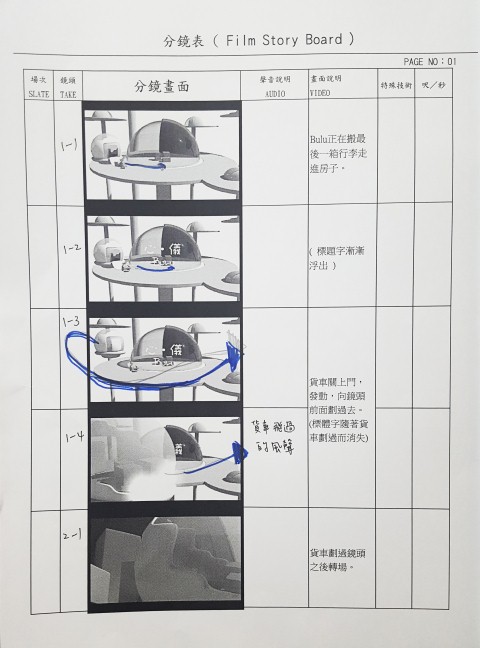 分鏡表 ( Film Story Board )
PAGE NO：01
場次 鏡頭 分鏡畫面 聲音說明 畫面說明 特殊技術 呎／秒
SLATE TAKE AUDIO VIDEO
1-1
Bulu正在搬最
後一箱行李走
進房子。
1-2
儀
( 標題字漸漸
浮出 )
1-3
儀
貨車關上門，
發動，向鏡頭
前面劃過去。
(標體字隨著貨
車劃過而消失)
1-4
儀
貨車飛過
的風聲
2-1
貨車劃過鏡頭
之後轉場。